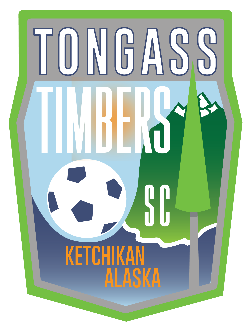 TONGASS
TIMBERS
SC
KETCHIKAN
ALASKA